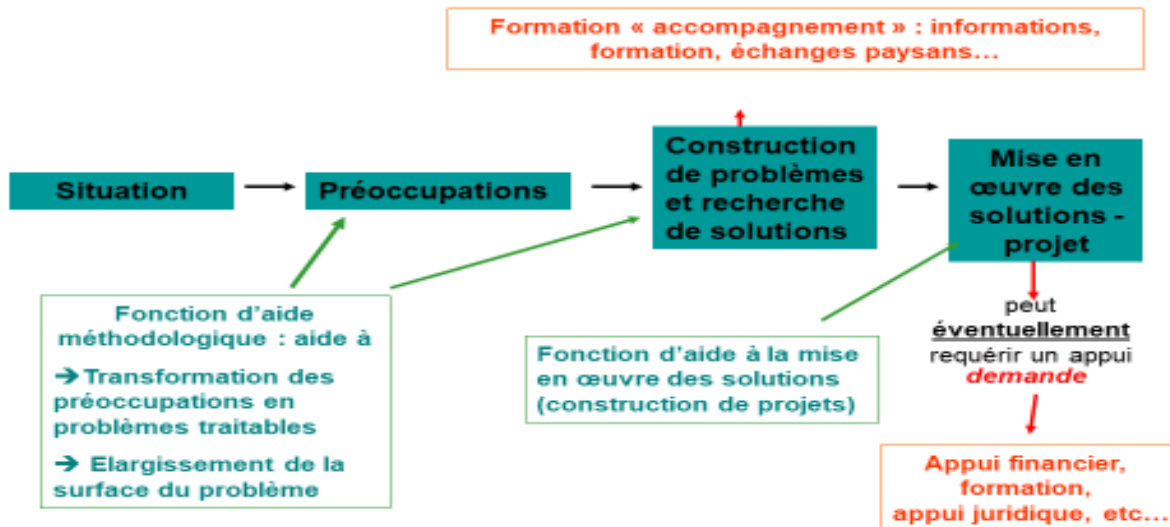 Formation « accompagnement » : informations,
formation, échanges paysans…
Situation
Préoccupations
Construction
de problèmes
et recherche
de solutions
Mise en
œuvre des
solutions -
projet
Fonction d'aide
méthodologique : aide à
➔ Transformation des
préoccupations en
problèmes traitables
➔ Elargissement de la
surface du problème
Fonction d'aide à la mise
en œuvre des solutions
(construction de projets)
peut
éventuellement
requérir un appui
demande
Appui financier,
formation,
appui juridique, etc…